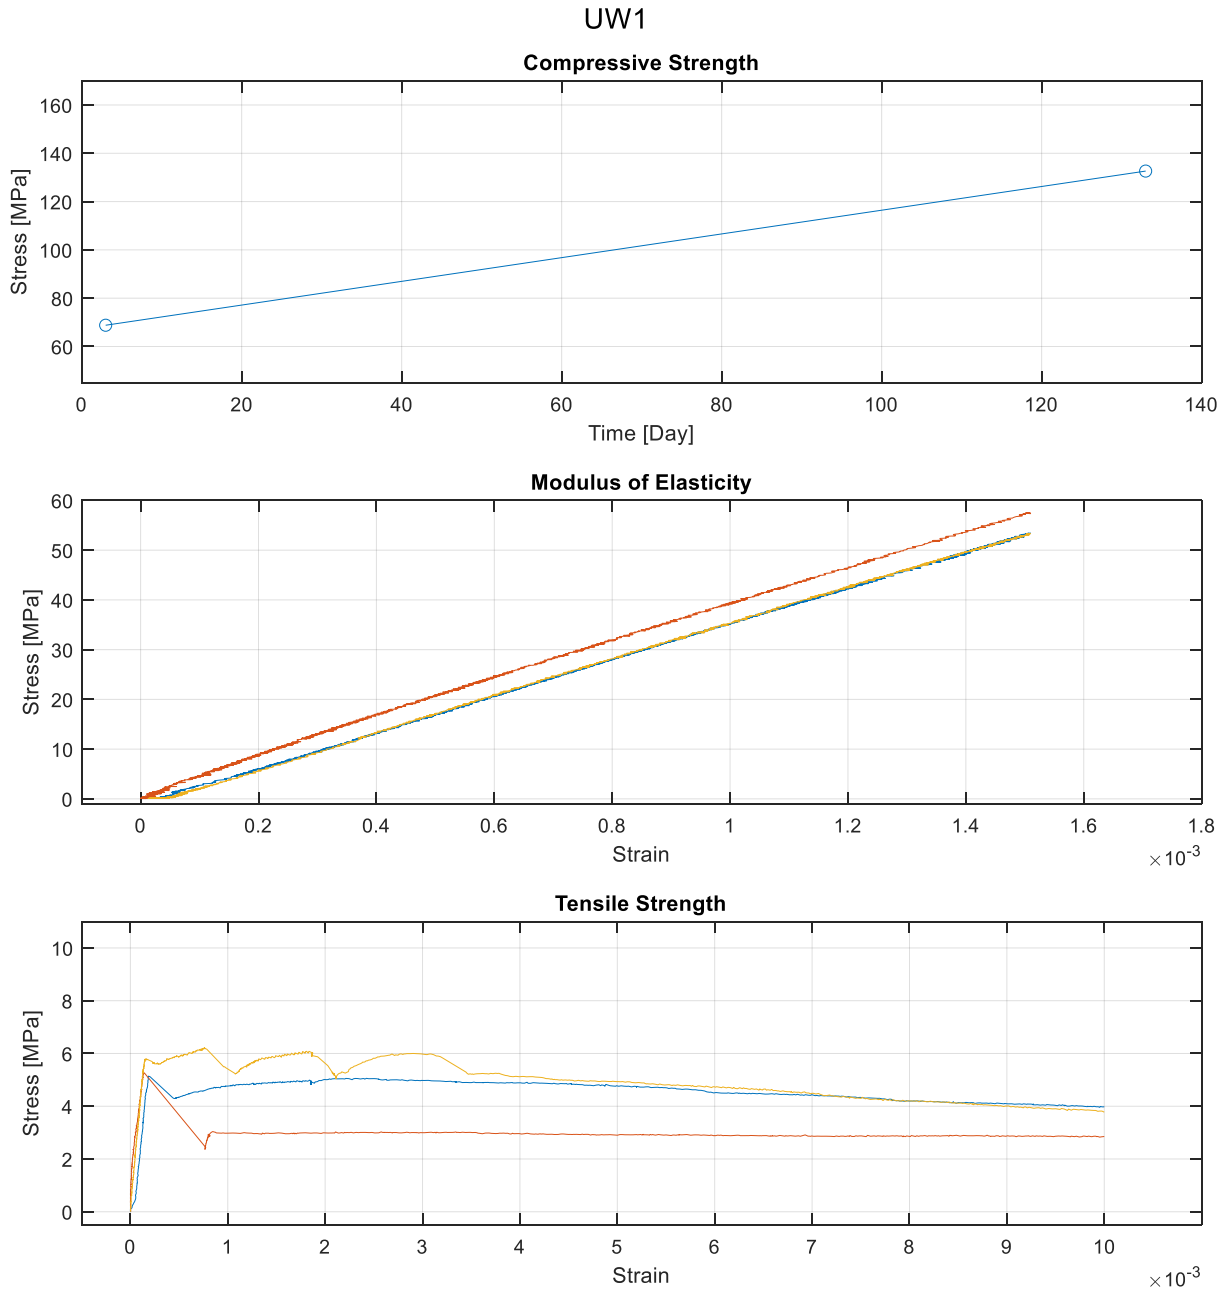 UW1
Compressive Strength
Stress [MPa]
160
140
120
100
80
60
0 20 40 60 80 100 120 140
Time [Day]
Modulus of Elasticity
Stress [MPa]
60
50
40
30
20
10
0
0 0.2 0.4 0.6 0.8 1 1.2 1.4 1.6 1.8
Strain
×10-3
Tensile Strength
Stress [MPa]
10
8
6
4
2
0
0 1 2 3 4 5 6 7 8 9 10
Strain
×10-3